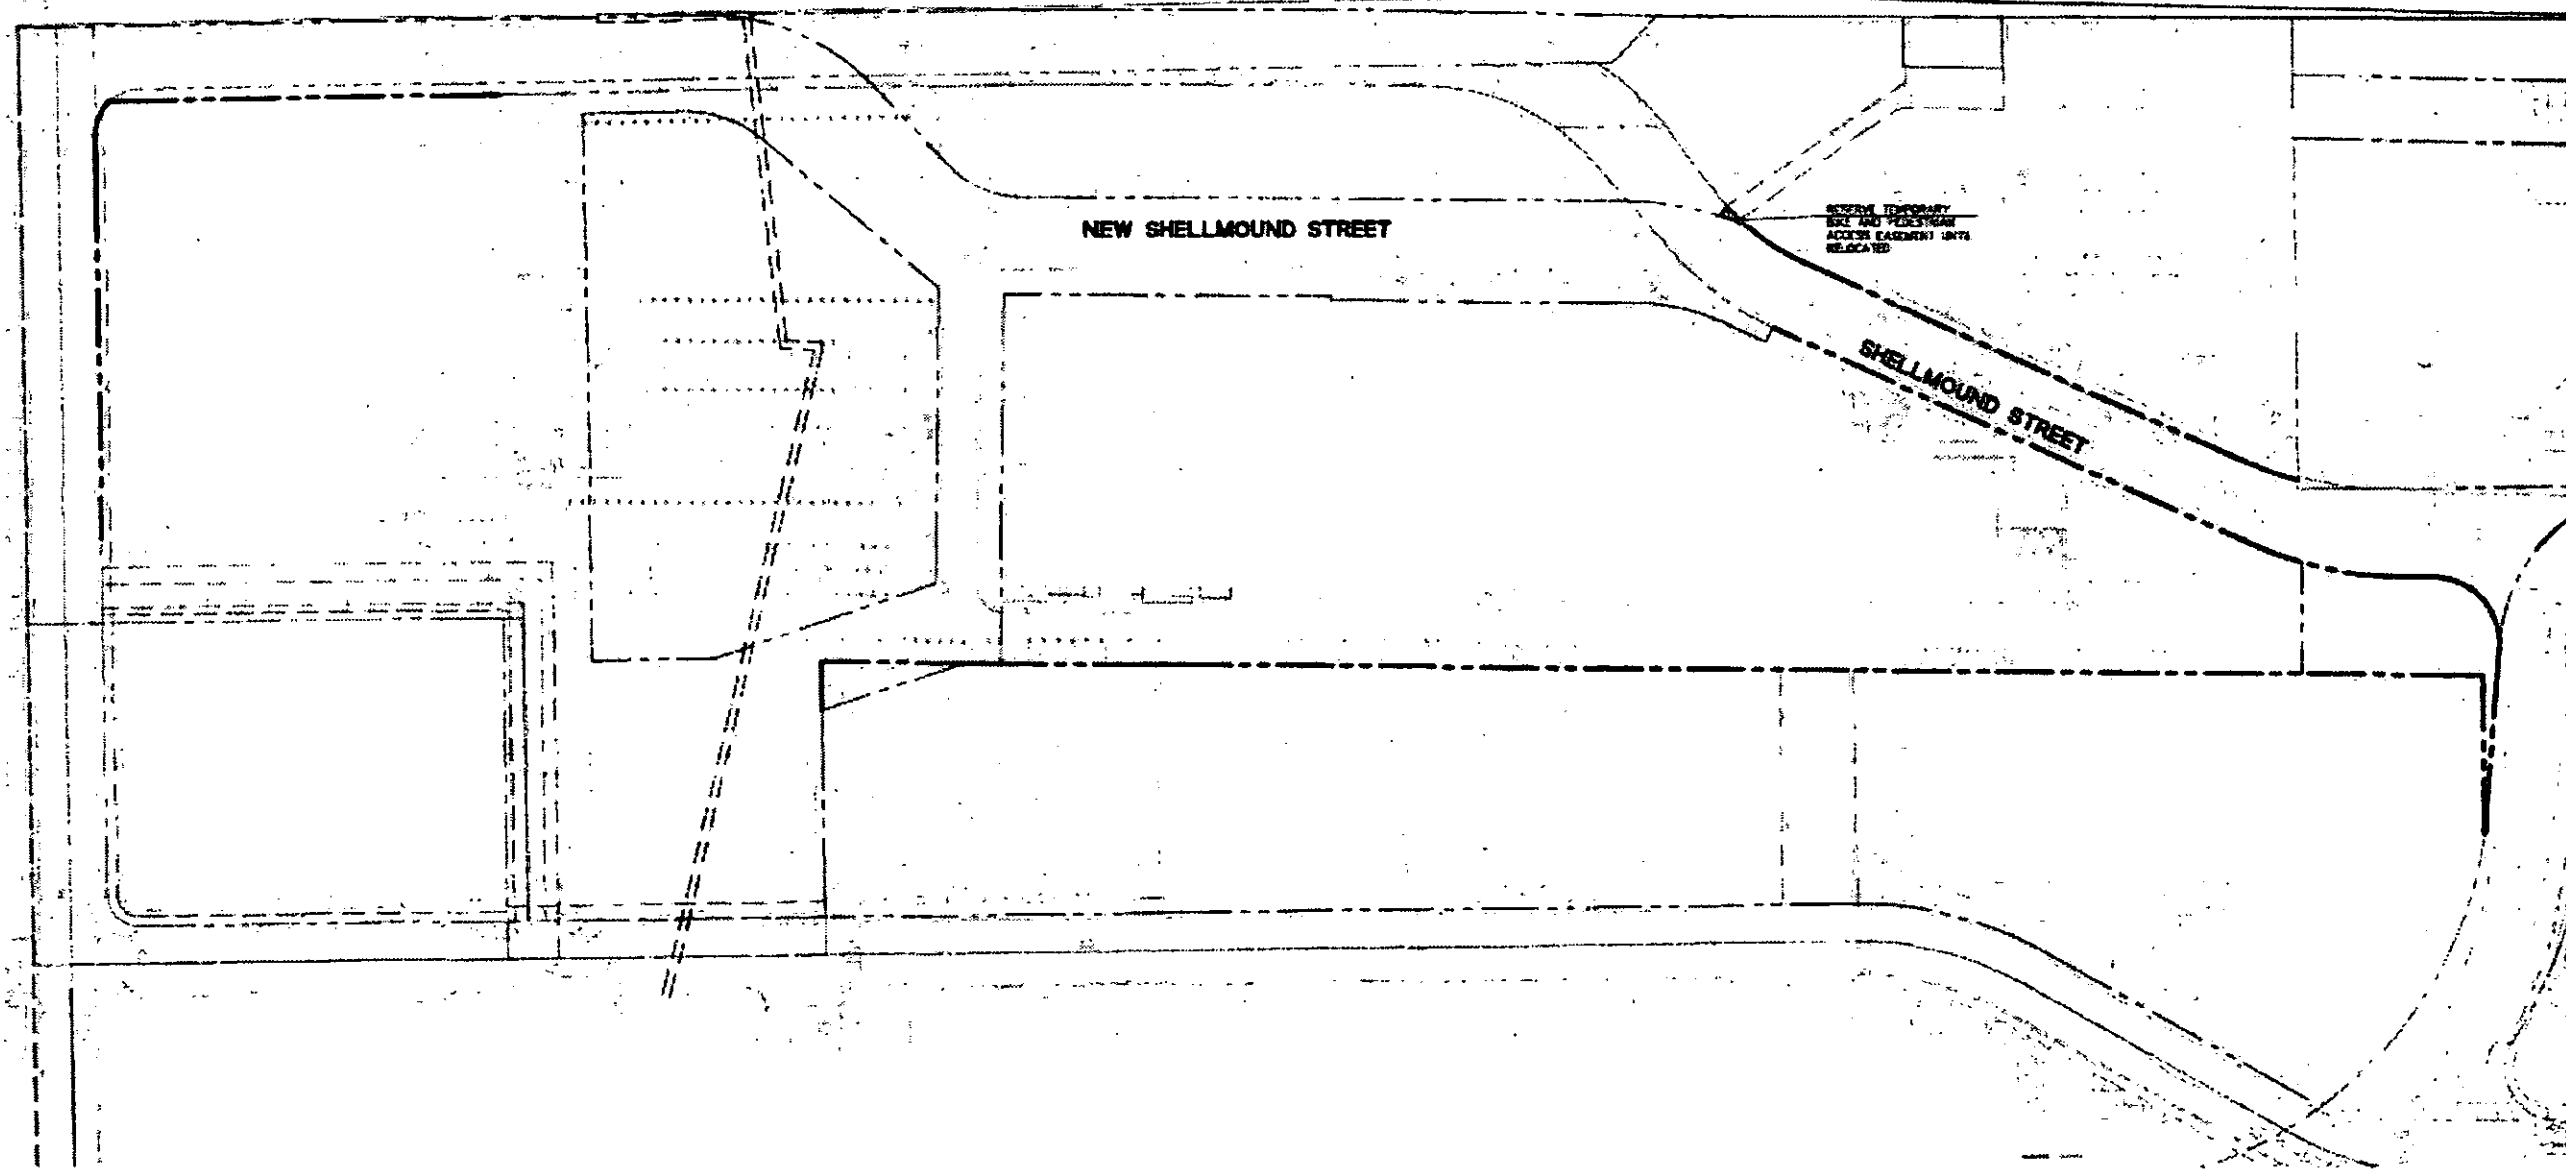 NEW SHELLMOUND STREET
RESERVE TEMPORARY
BIKE AND PEDESTRIAN
ACCESS EASEMENT UNTIL
RELOCATED
SHELLMOUND STREET